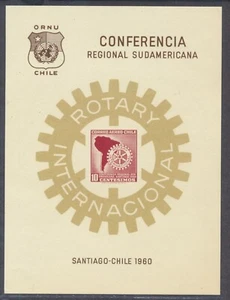 ORNU
CHILE
CONFERENCIA
REGIONAL SUDAMERICANA
ROTARY
INTERNACIONAL
CORREO AEREO CHILE
10
CENTESIMOS
SANTIAGO-CHILE 1960